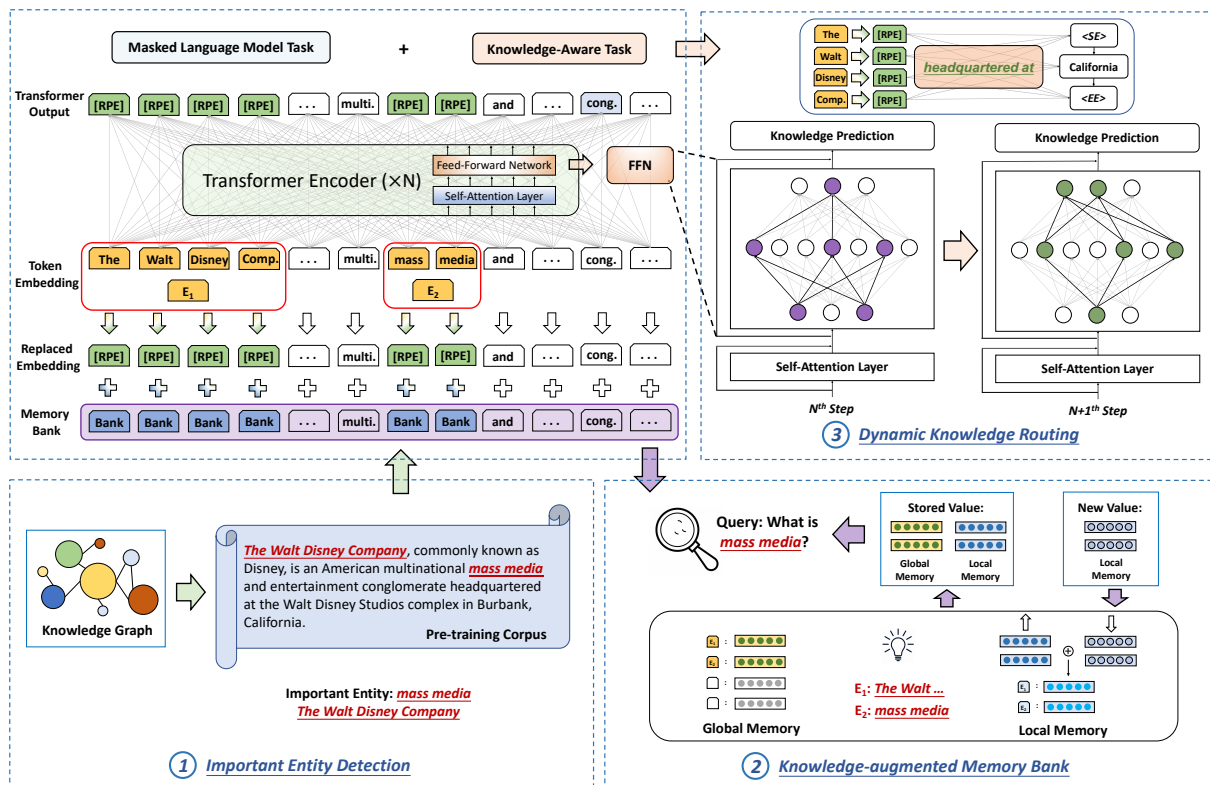 Masked Language Model Task + Knowledge-Aware Task
Transformer Output [RPE] [RPE] [RPE] [RPE] ... multi. [RPE] [RPE] and ... cong. ...
Transformer Encoder (×N)
Feed-Forward Network
Self-Attention Layer
FFN
Token Embedding The Walt Disney Comp. ... multi. mass media and ... cong. ...
E1 E2
Replaced Embedding [RPE] [RPE] [RPE] [RPE] ... multi. [RPE] [RPE] and ... cong. ...
Memory Bank Bank Bank Bank Bank ... multi. Bank Bank and ... cong. ...
The [RPE]
Walt [RPE]
Disney [RPE]
Comp. [RPE]
headquartered at
<SE>
California
<EE>
Knowledge Prediction
Knowledge Prediction
Self-Attention Layer
Self-Attention Layer
Nth Step
N+1th Step
3 Dynamic Knowledge Routing
Knowledge Graph
The Walt Disney Company, commonly known as
Disney, is an American multinational mass media
and entertainment conglomerate headquartered
at the Walt Disney Studios complex in Burbank,
California.
Pre-training Corpus
Important Entity: mass media
The Walt Disney Company
1 Important Entity Detection
Query: What is
mass media?
Stored Value:
Global Memory
Local Memory
New Value:
Local Memory
E1 :
E2 :
:
:
Global Memory
E1: The Walt ...
E2: mass media
E1 :
E2 :
Local Memory
2 Knowledge-augmented Memory Bank